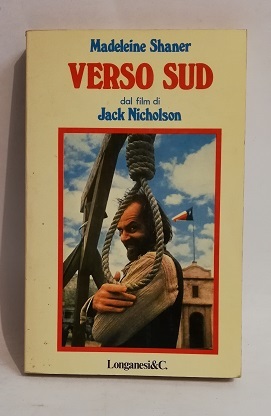 Madeleine Shaner
VERSO SUD
dal film di
Jack Nicholson
Longanesi&C.